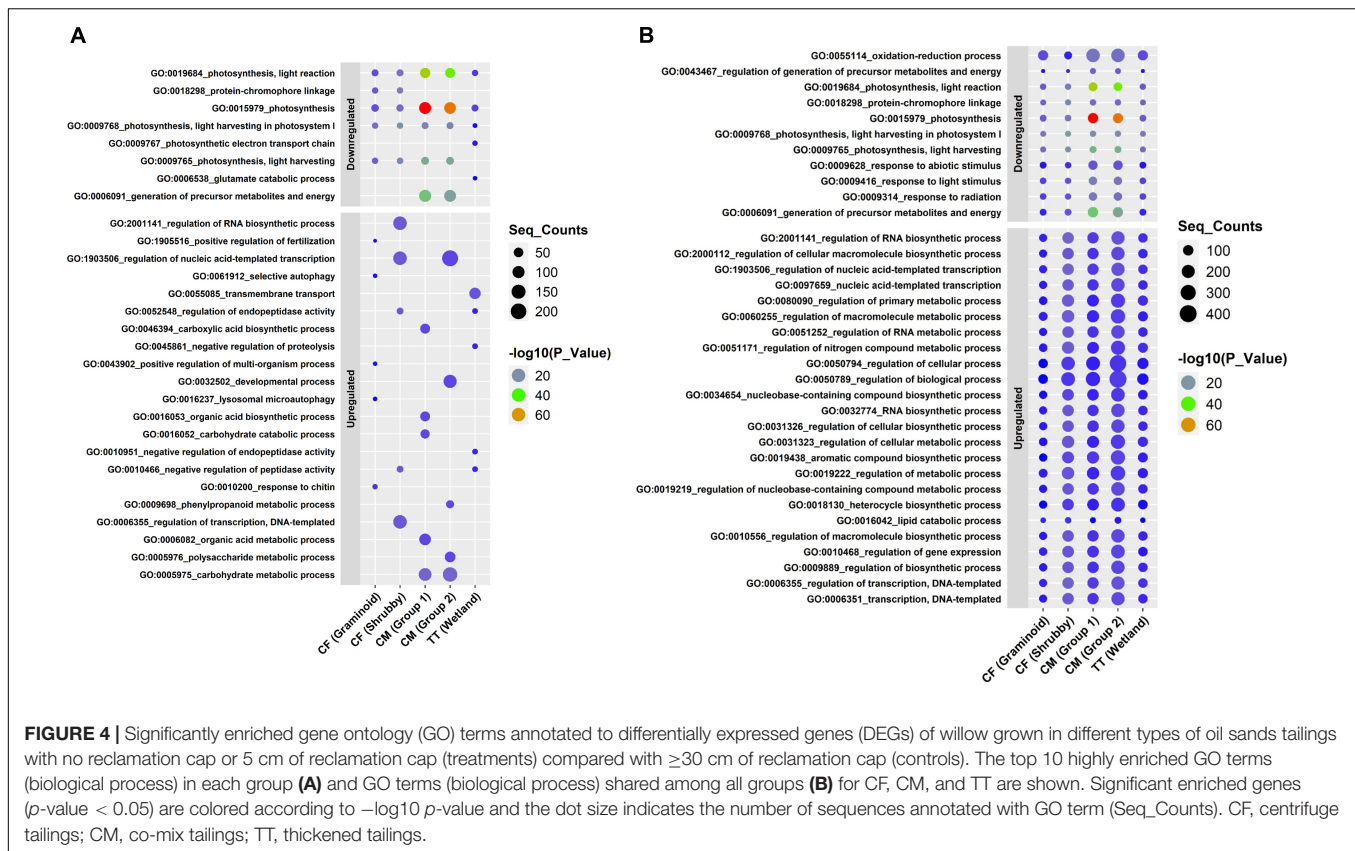 A
GO:0019684_photosynthesis, light reaction
GO:0018298_protein-chromophore linkage
GO:0015979_photosynthesis
GO:0009768_photosynthesis, light harvesting in photosystem I
GO:0009767_photosynthetic electron transport chain
GO:0009765_photosynthesis, light harvesting
GO:0006538_glutamate catabolic process
GO:0006091_generation of precursor metabolites and energy
Downregulated
GO:2001141_regulation of RNA biosynthetic process
GO:1905516_positive regulation of fertilization
GO:1903506_regulation of nucleic acid-templated transcription
GO:0061912_selective autophagy
GO:0055085_transmembrane transport
GO:0052548_regulation of endopeptidase activity
GO:0046394_carboxylic acid biosynthetic process
GO:0045861_negative regulation of proteolysis
GO:0043902_positive regulation of multi-organism process
GO:0032502_developmental process
GO:0016237_lysosomal microautophagy
GO:0016053_organic acid biosynthetic process
GO:0016052_carbohydrate catabolic process
GO:0010951_negative regulation of endopeptidase activity
GO:0010466_negative regulation of peptidase activity
GO:0010200_response to chitin
GO:0009698_phenylpropanoid metabolic process
GO:0006355_regulation of transcription, DNA-templated
GO:0006082_organic acid metabolic process
GO:0005976_polysaccharide metabolic process
GO:0005975_carbohydrate metabolic process
Upregulated
CF (Graminoid)
CF (Shrubby)
CM (Group 1)
CM (Group 2)
TT (Wetland)
Seq_Counts
50
100
150
200
-log10(P_Value)
20
40
60
B
GO:0055114_oxidation-reduction process
GO:0043467_regulation of generation of precursor metabolites and energy
GO:0019684_photosynthesis, light reaction
GO:0018298_protein-chromophore linkage
GO:0015979_photosynthesis
GO:0009768_photosynthesis, light harvesting in photosystem I
GO:0009765_photosynthesis, light harvesting
GO:0009628_response to abiotic stimulus
GO:0009416_response to light stimulus
GO:0009314_response to radiation
GO:0006091_generation of precursor metabolites and energy
Downregulated
GO:2001141_regulation of RNA biosynthetic process
GO:2000112_regulation of cellular macromolecule biosynthetic process
GO:1903506_regulation of nucleic acid-templated transcription
GO:0097659_nucleic acid-templated transcription
GO:0080090_regulation of primary metabolic process
GO:0060255_regulation of macromolecule metabolic process
GO:0051252_regulation of RNA metabolic process
GO:0051171_regulation of nitrogen compound metabolic process
GO:0050794_regulation of cellular process
GO:0050789_regulation of biological process
GO:0034654_nucleobase-containing compound biosynthetic process
GO:0032774_RNA biosynthetic process
GO:0031326_regulation of cellular biosynthetic process
GO:0031323_regulation of cellular metabolic process
GO:0019438_aromatic compound biosynthetic process
GO:0019222_regulation of metabolic process
GO:0019219_regulation of nucleobase-containing compound metabolic process
GO:0018130_heterocycle biosynthetic process
GO:0016042_lipid catabolic process
GO:0010556_regulation of macromolecule biosynthetic process
GO:0010468_regulation of gene expression
GO:0009889_regulation of biosynthetic process
GO:0006355_regulation of transcription, DNA-templated
GO:0006351_transcription, DNA-templated
Upregulated
CF (Graminoid)
CF (Shrubby)
CM (Group 1)
CM (Group 2)
TT (Wetland)
Seq_Counts
100
200
300
400
-log10(P_Value)
20
40
60
FIGURE 4 | Significantly enriched gene ontology (GO) terms annotated to differentially expressed genes (DEGs) of willow grown in different types of oil sands tailings
with no reclamation cap or 5 cm of reclamation cap (treatments) compared with ≥30 cm of reclamation cap (controls). The top 10 highly enriched GO terms
(biological process) in each group (A) and GO terms (biological process) shared among all groups (B) for CF, CM, and TT are shown. Significant enriched genes
(p-value < 0.05) are colored according to −log10 p-value and the dot size indicates the number of sequences annotated with GO term (Seq_Counts). CF, centrifuge
tailings; CM, co-mix tailings; TT, thickened tailings.